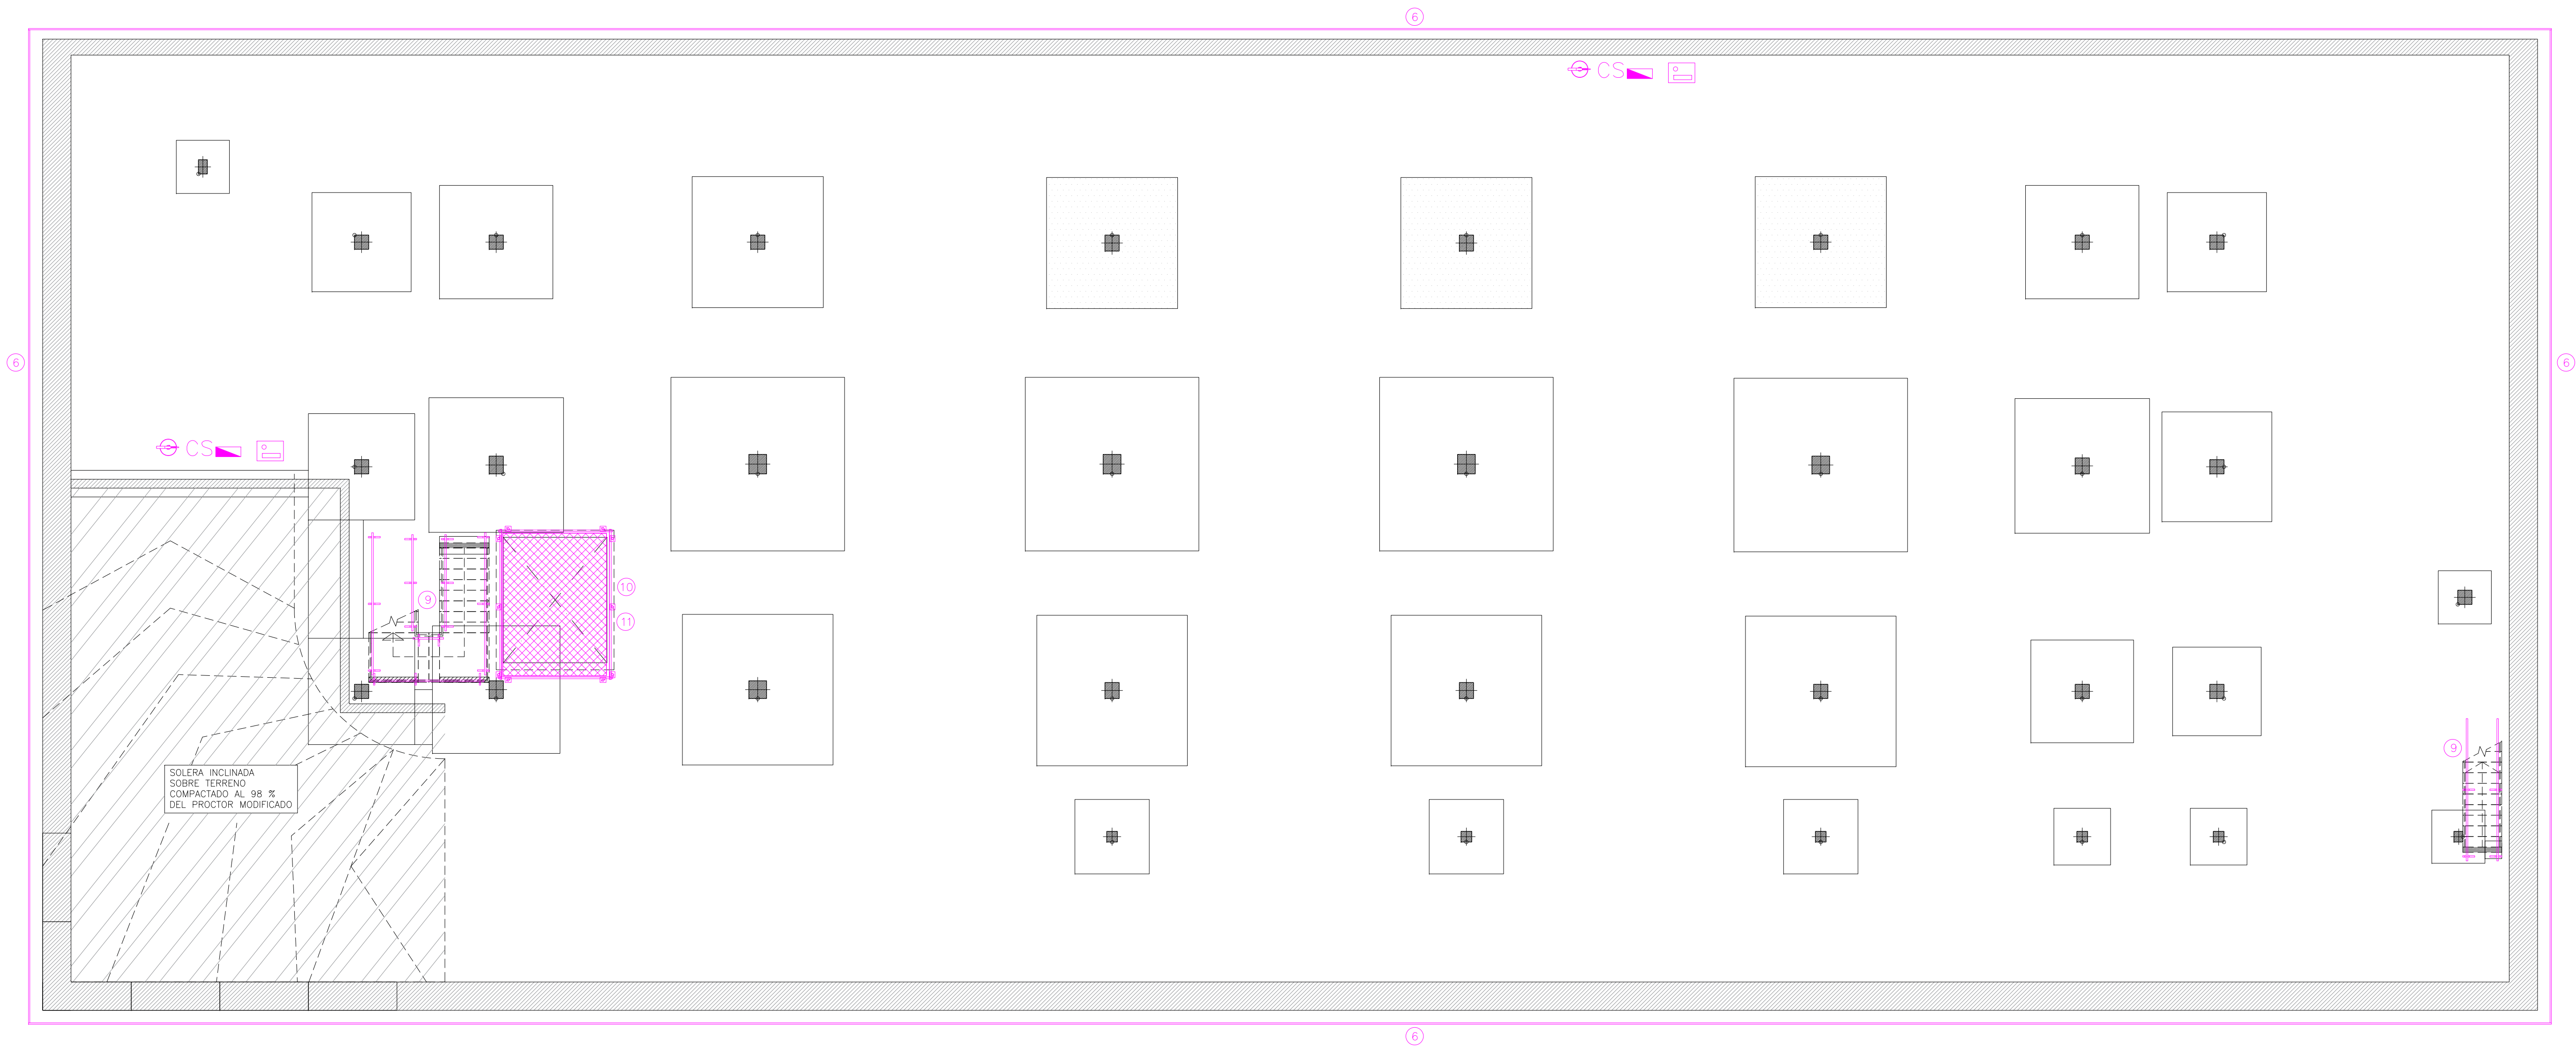 6
CS
6
6
CS
10
9
11
9
SOLERA INCLINADA
SOBRE TERRENO
COMPACTADO AL 98 %
DEL PROCTOR MODIFICADO
6